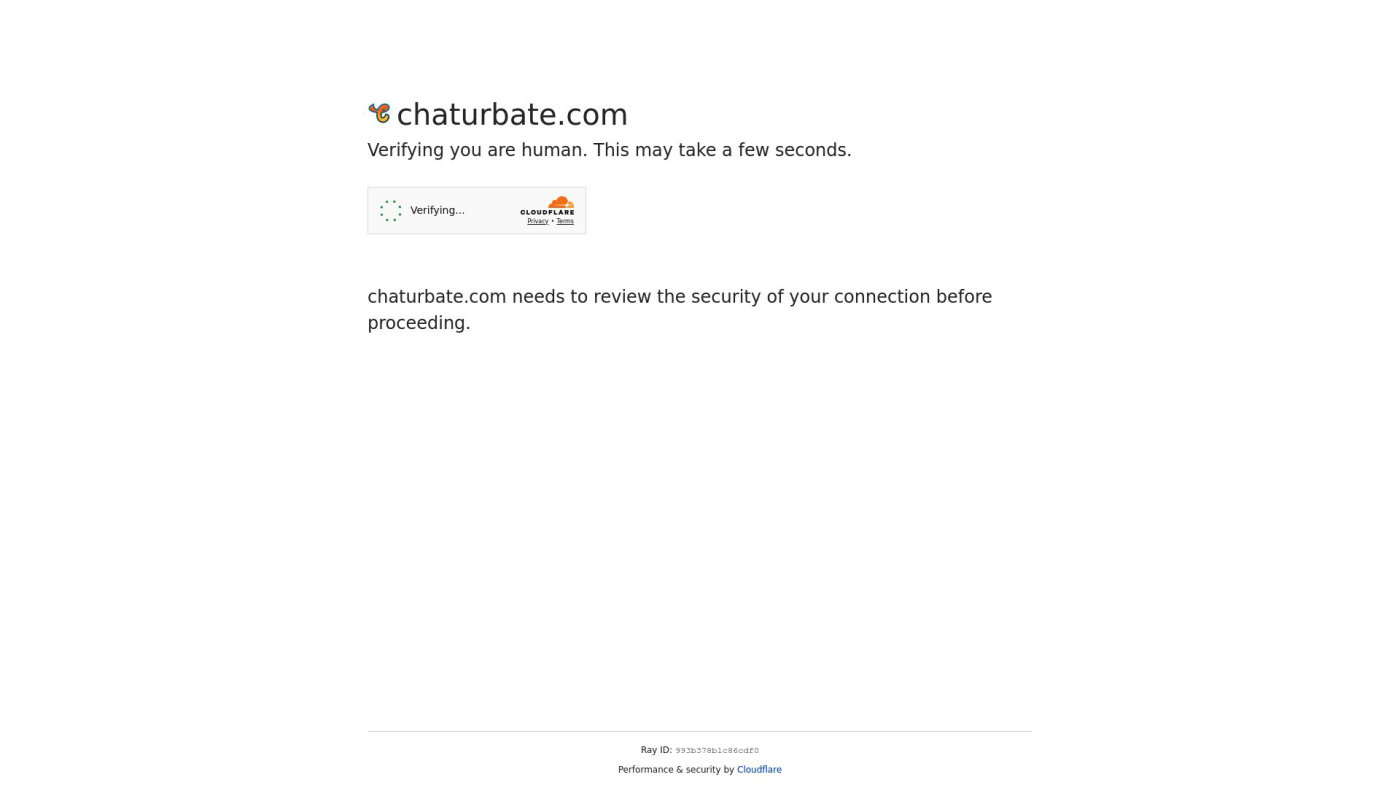 chaturbate.com
Verifying you are human. This may take a few seconds.
Verifying...
CLOUDFLARE
Privacy • Terms
chaturbate.com needs to review the security of your connection before
proceeding.
Ray ID: 993b378b1c86cdf0
Performance & security by Cloudflare